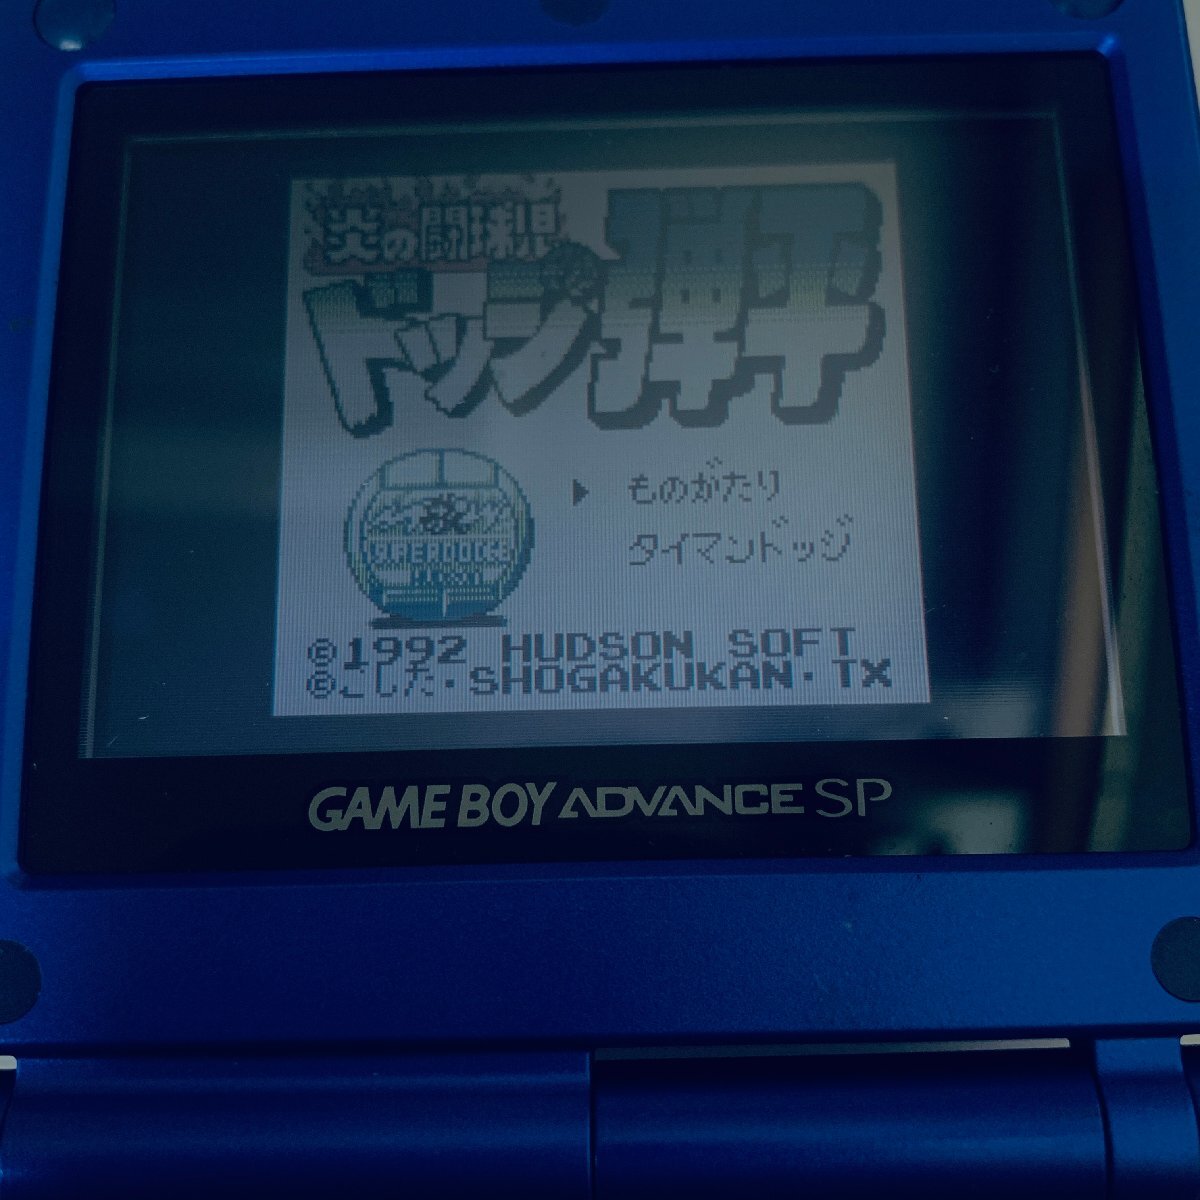 炎の闘球児
ドッジ弾平
ものがたり
タイマンドッジ
SUPERDODGE
©1992 HUDSON SOFT
©こした・SHOGAKUKAN・TX
GAME BOY ADVANCE SP